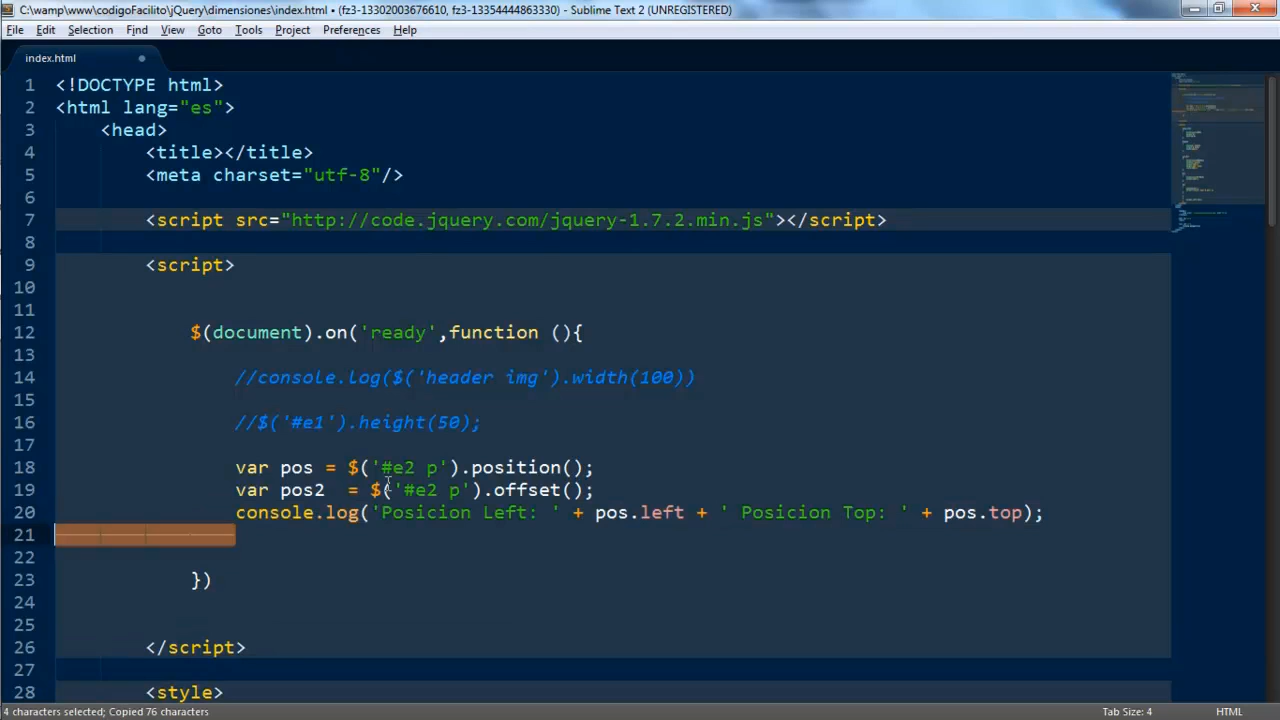 C:\wamp\www\codigoFacilito\jQuery\dimensiones\index.html • (fz3-13302003676610, fz3-13354444863330) - Sublime Text 2 (UNREGISTERED)
File Edit Selection Find View Goto Tools Project Preferences Help
index.html
1 <!DOCTYPE html>
2 <html lang="es">
3 <head>
4 <title></title>
5 <meta charset="utf-8"/>
6
7 <script src="http://code.jquery.com/jquery-1.7.2.min.js"></script>
8
9 <script>
10
11
12 $(document).on('ready',function (){
13
14 //console.log($('header img').width(100))
15
16 //$('#e1').height(50);
17
18 var pos = $('#e2 p').position();
19 var pos2  = $('#e2 p').offset();
20 console.log('Posicion Left: ' + pos.left + ' Posicion Top: ' + pos.top);
21
22
23 })
24
25
26 </script>
27
28 <style>
4 characters selected; Copied 76 characters Tab Size: 4 HTML